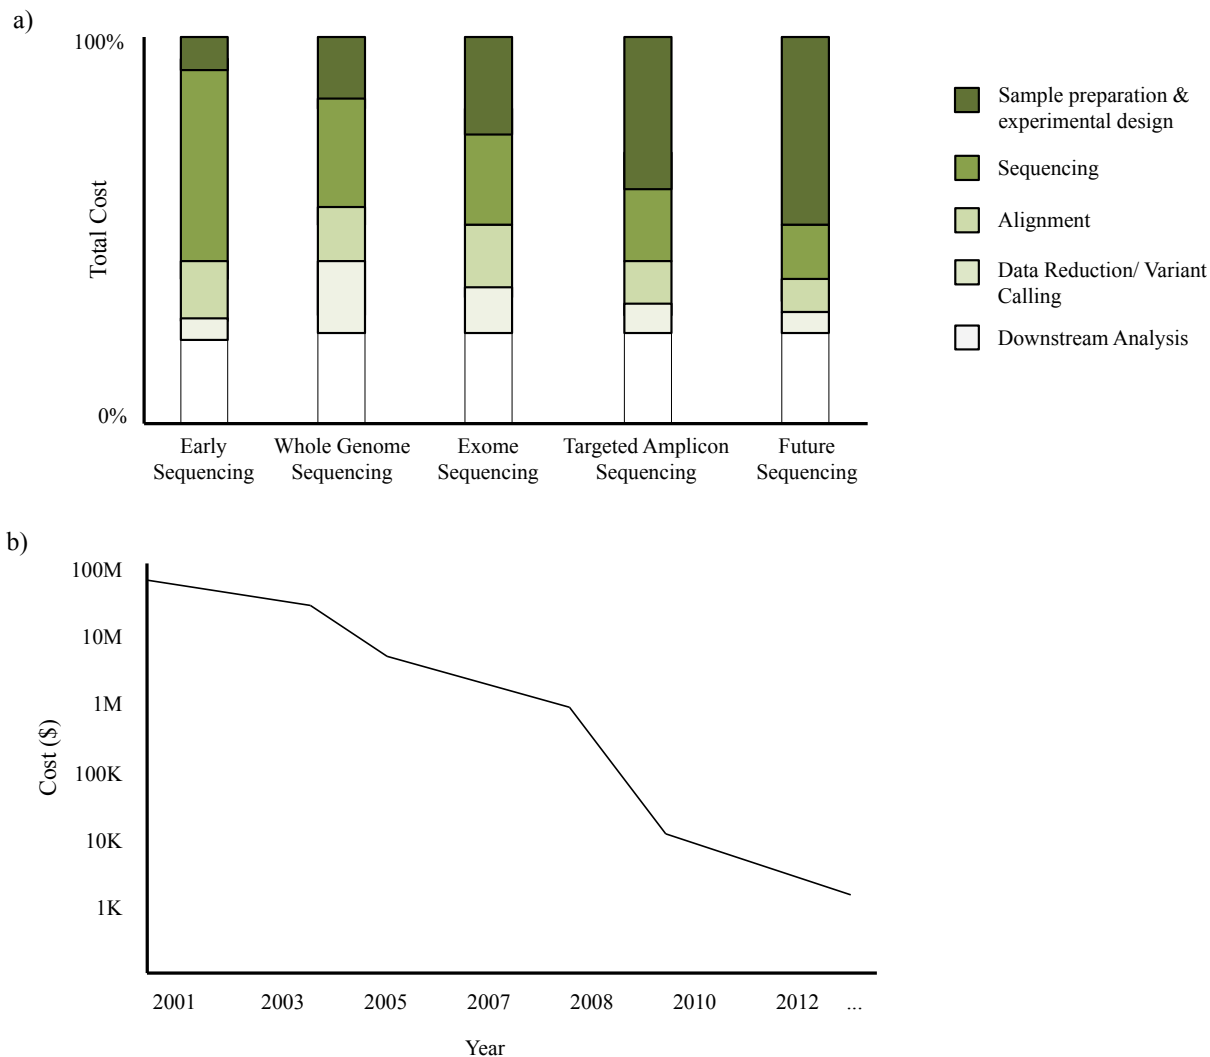 a)
100%
Total Cost
0%
Early
Sequencing
Whole Genome
Sequencing
Exome
Sequencing
Targeted Amplicon
Sequencing
Future
Sequencing
Sample preparation &
experimental design
Sequencing
Alignment
Data Reduction/ Variant
Calling
Downstream Analysis
b)
100M
10M
1M
100K
10K
1K
Cost ($)
2001 2003 2005 2007 2008 2010 2012 ...
Year